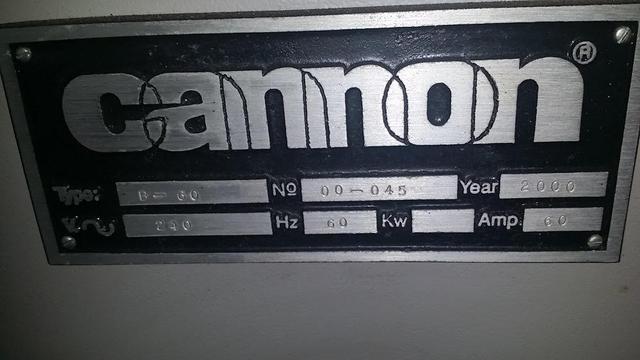 cannon ®
Type: B-60 Nº 00-045 Year 2000
V.~ 240 Hz 60 Kw Amp. 60